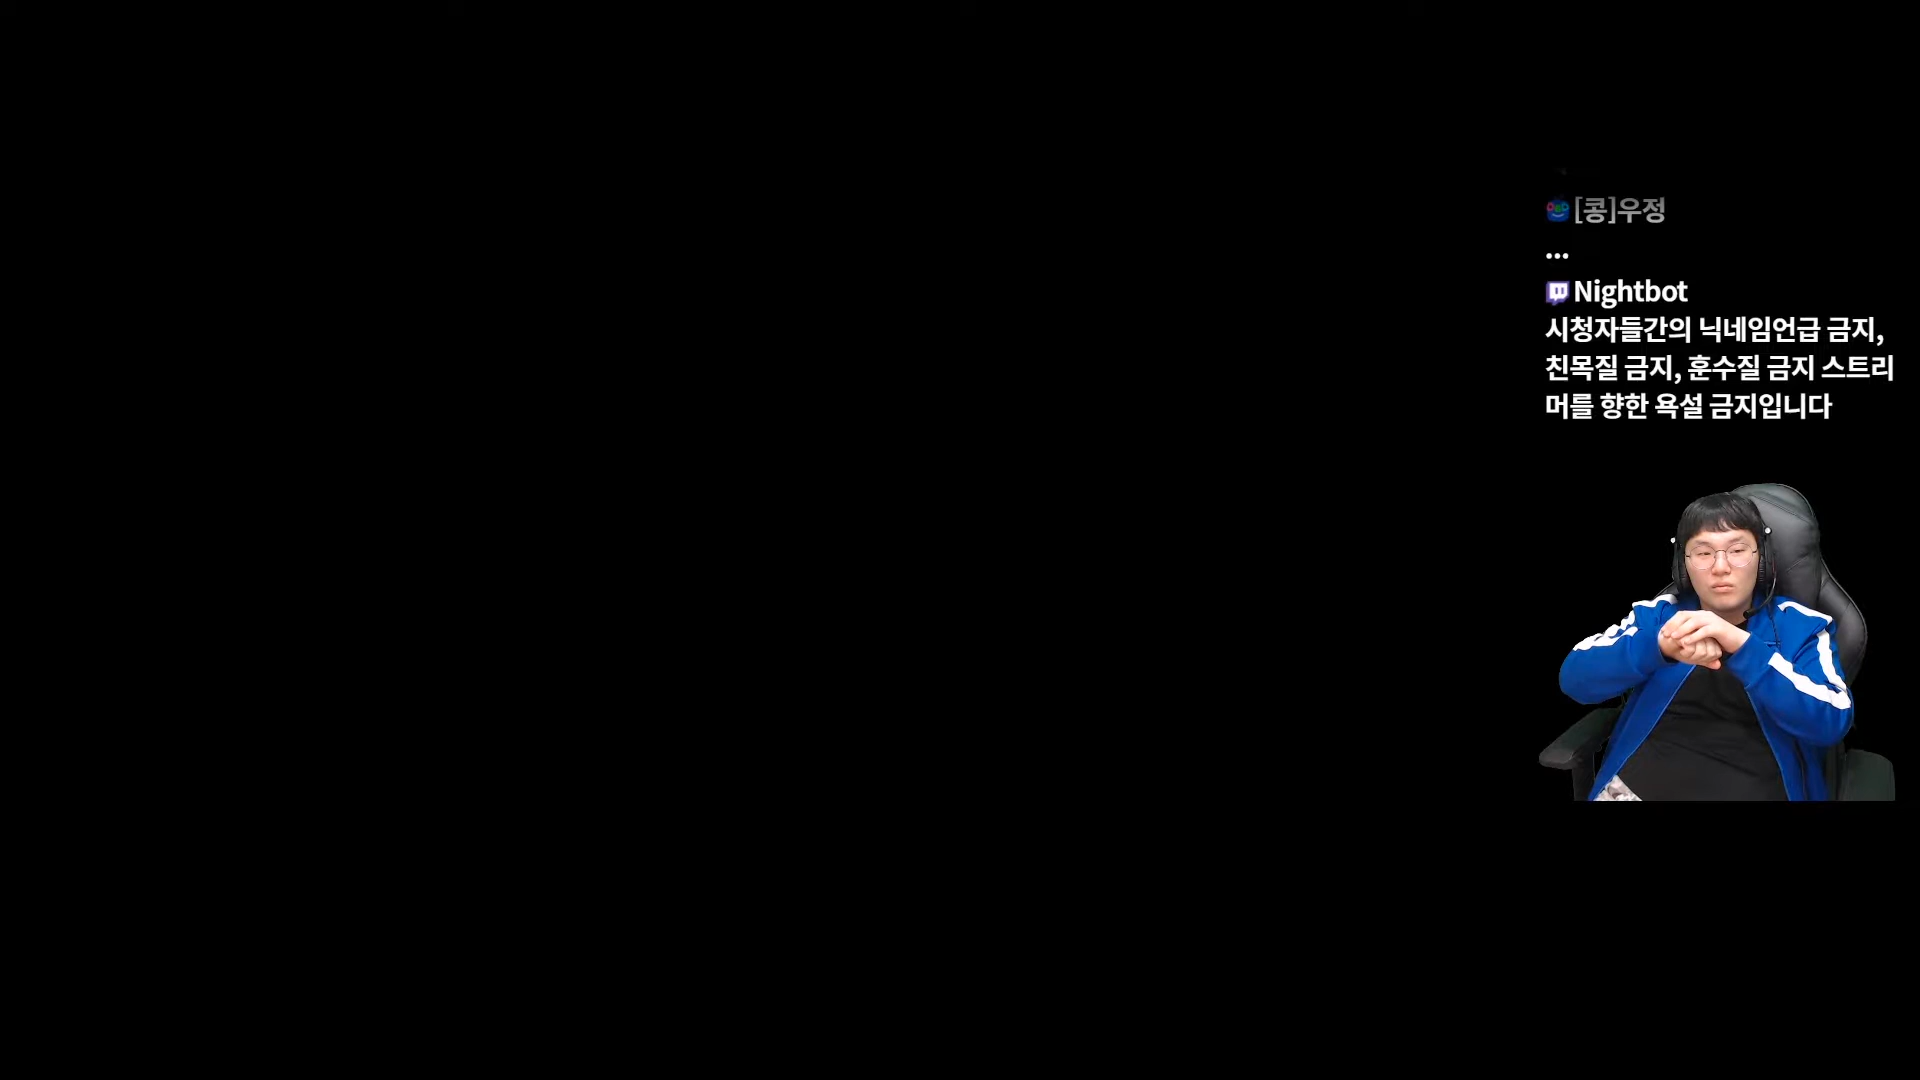 [콩]우정
...
Nightbot
시청자들간의 닉네임언급 금지,
친목질 금지, 훈수질 금지 스트리
머를 향한 욕설 금지입니다